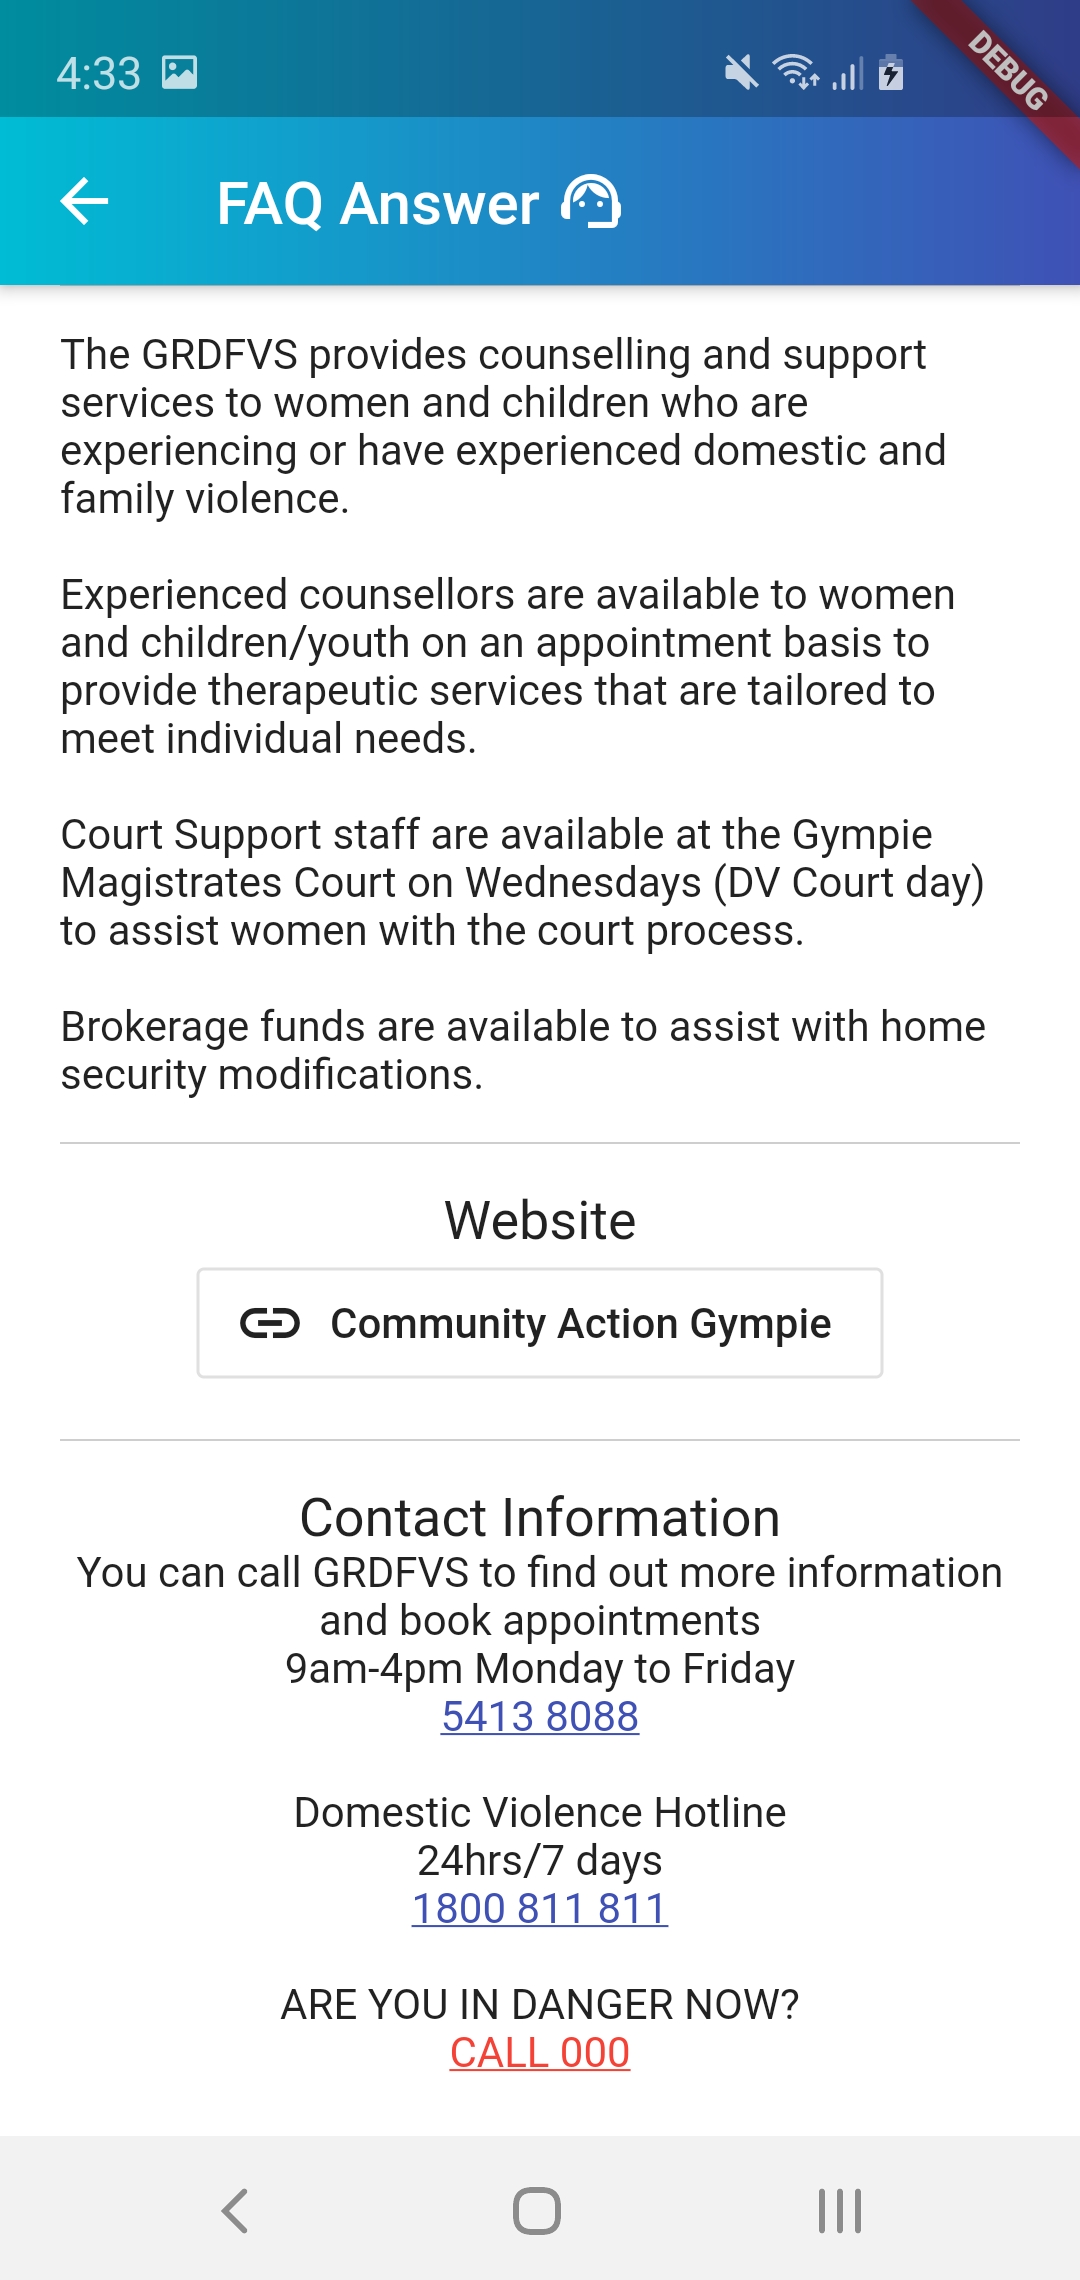 4:33
DEBUG
FAQ Answer
The GRDFVS provides counselling and support
services to women and children who are
experiencing or have experienced domestic and
family violence.
Experienced counsellors are available to women
and children/youth on an appointment basis to
provide therapeutic services that are tailored to
meet individual needs.
Court Support staff are available at the Gympie
Magistrates Court on Wednesdays (DV Court day)
to assist women with the court process.
Brokerage funds are available to assist with home
security modifications.
Website
Community Action Gympie
Contact Information
You can call GRDFVS to find out more information
and book appointments
9am-4pm Monday to Friday
5413 8088
Domestic Violence Hotline
24hrs/7 days
1800 811 811
ARE YOU IN DANGER NOW?
CALL 000